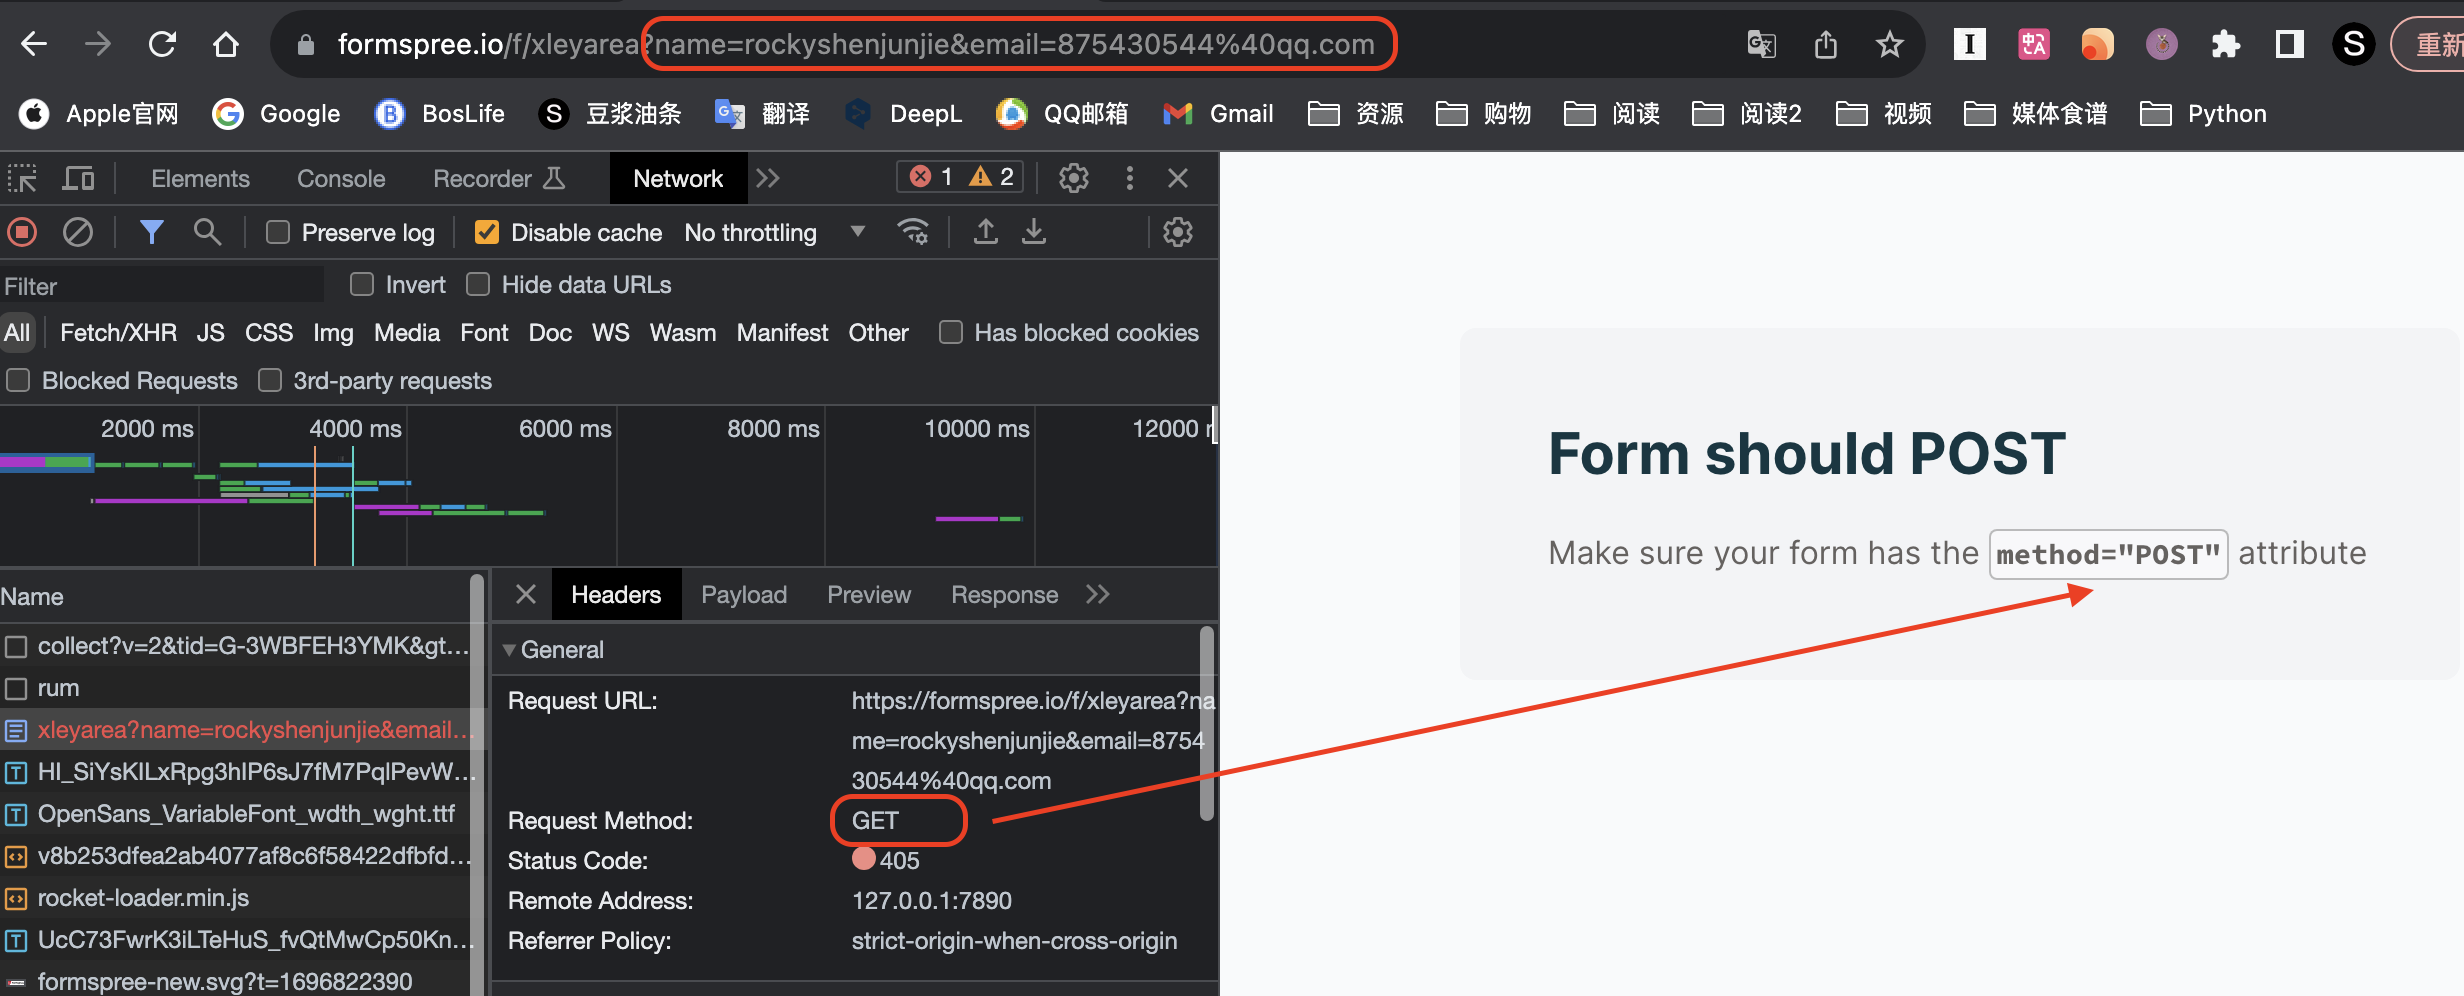 formspree.io/f/xleyarea?name=rockyshenjunjie&email=875430544%40qq.com
S
重新
Apple官网 Google BosLife 豆浆油条 翻译 DeepL QQ邮箱 Gmail 资源 购物 阅读 阅读2 视频 媒体食谱 Python
Elements Console Recorder Network 1 2
Preserve log Disable cache No throttling
Filter Invert Hide data URLs
All Fetch/XHR JS CSS Img Media Font Doc WS Wasm Manifest Other Has blocked cookies
Blocked Requests 3rd-party requests
2000 ms 4000 ms 6000 ms 8000 ms 10000 ms 12000
Name
collect?v=2&tid=G-3WBFEH3YMK&gt...
rum
xleyarea?name=rockyshenjunjie&email...
HI_SiYsKILxRpg3hIP6sJ7fM7PqlPevW...
OpenSans_VariableFont_wdth_wght.ttf
v8b253dfea2ab4077af8c6f58422dfbfd...
rocket-loader.min.js
UcC73FwrK3iLTeHuS_fvQtMwCp50Kn...
formspree-new.svg?t=1696822390
Headers Payload Preview Response
General
Request URL: https://formspree.io/f/xleyarea?na
me=rockyshenjunjie&email=8754
30544%40qq.com
Request Method: GET
Status Code: 405
Remote Address: 127.0.0.1:7890
Referrer Policy: strict-origin-when-cross-origin
Form should POST
Make sure your form has the method="POST" attribute